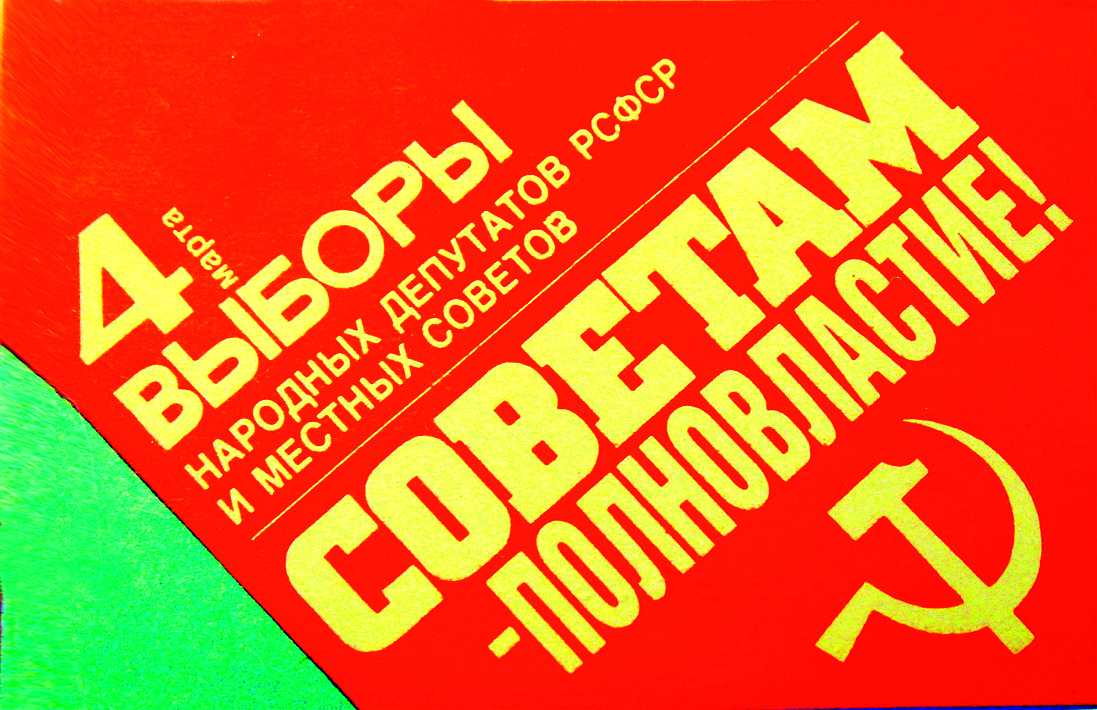 4 марта
ВЫБОРЫ
НАРОДНЫХ ДЕПУТАТОВ РСФСР
И МЕСТНЫХ СОВЕТОВ
СОВЕТАМ
-ПОЛНОВЛАСТИЕ!